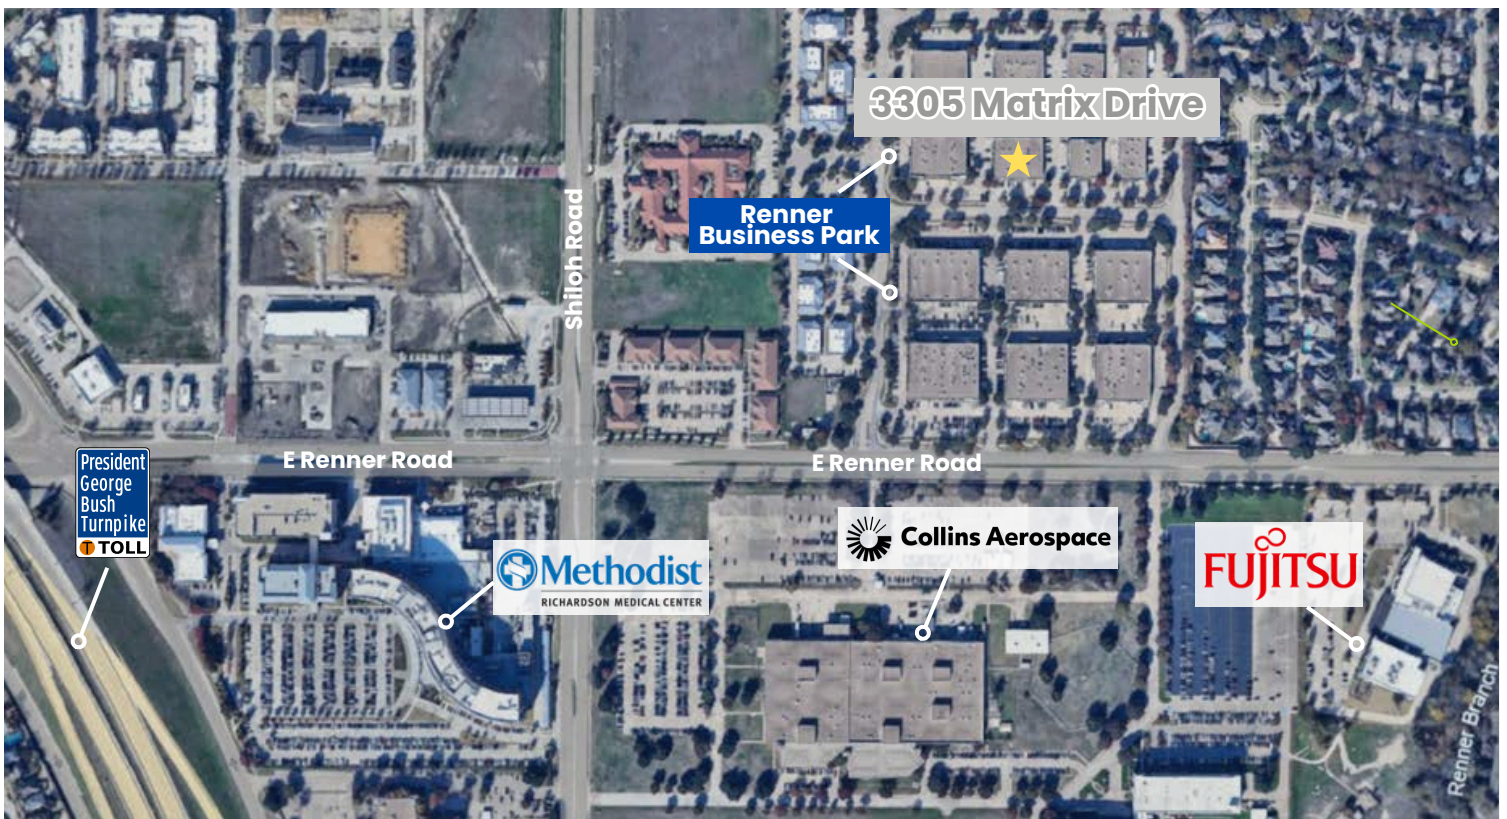 3305 Matrix Drive
Renner
Business Park
Shiloh Road
E Renner Road
E Renner Road
President
George
Bush
Turnpike
T TOLL
Methodist
RICHARDSON MEDICAL CENTER
Collins Aerospace
FUJITSU
Renner Branch